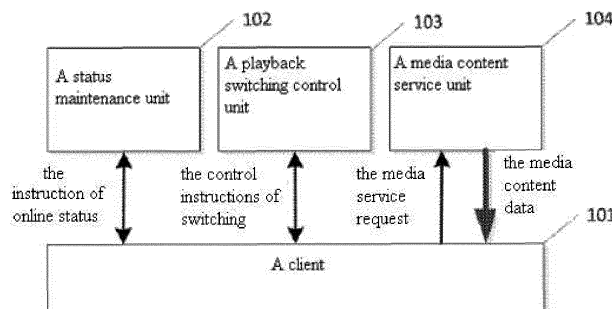 102
103
104
A status
maintenance unit
A playback
switching control
unit
A media content
service unit
the
instruction of
online status
the control
instructions of
switching
the media
service
request
the media
content
data
101
A client